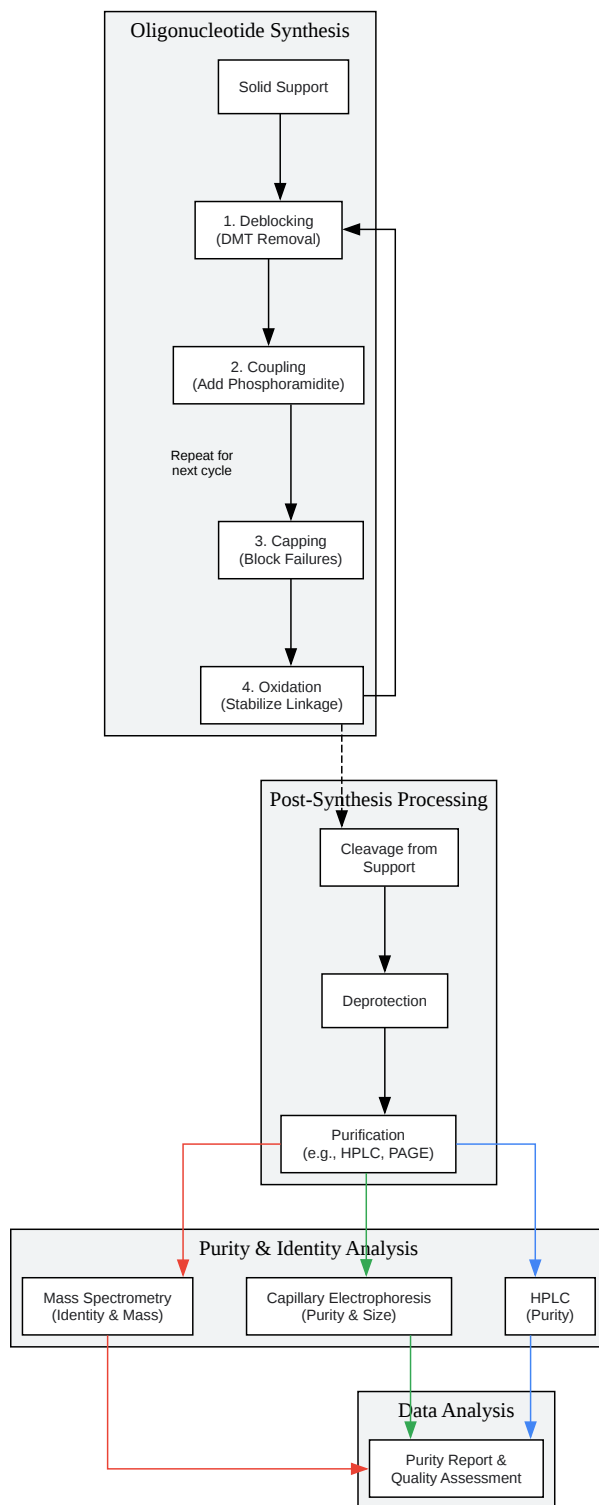 Oligonucleotide Synthesis
Solid Support
1. Deblocking
(DMT Removal)
2. Coupling
(Add Phosphoramidite)
Repeat for
next cycle
3. Capping
(Block Failures)
4. Oxidation
(Stabilize Linkage)
Post-Synthesis Processing
Cleavage from
Support
Deprotection
Purification
(e.g., HPLC, PAGE)
Purity & Identity Analysis
Mass Spectrometry
(Identity & Mass)
Capillary Electrophoresis
(Purity & Size)
HPLC
(Purity)
Data Analysis
Purity Report &
Quality Assessment